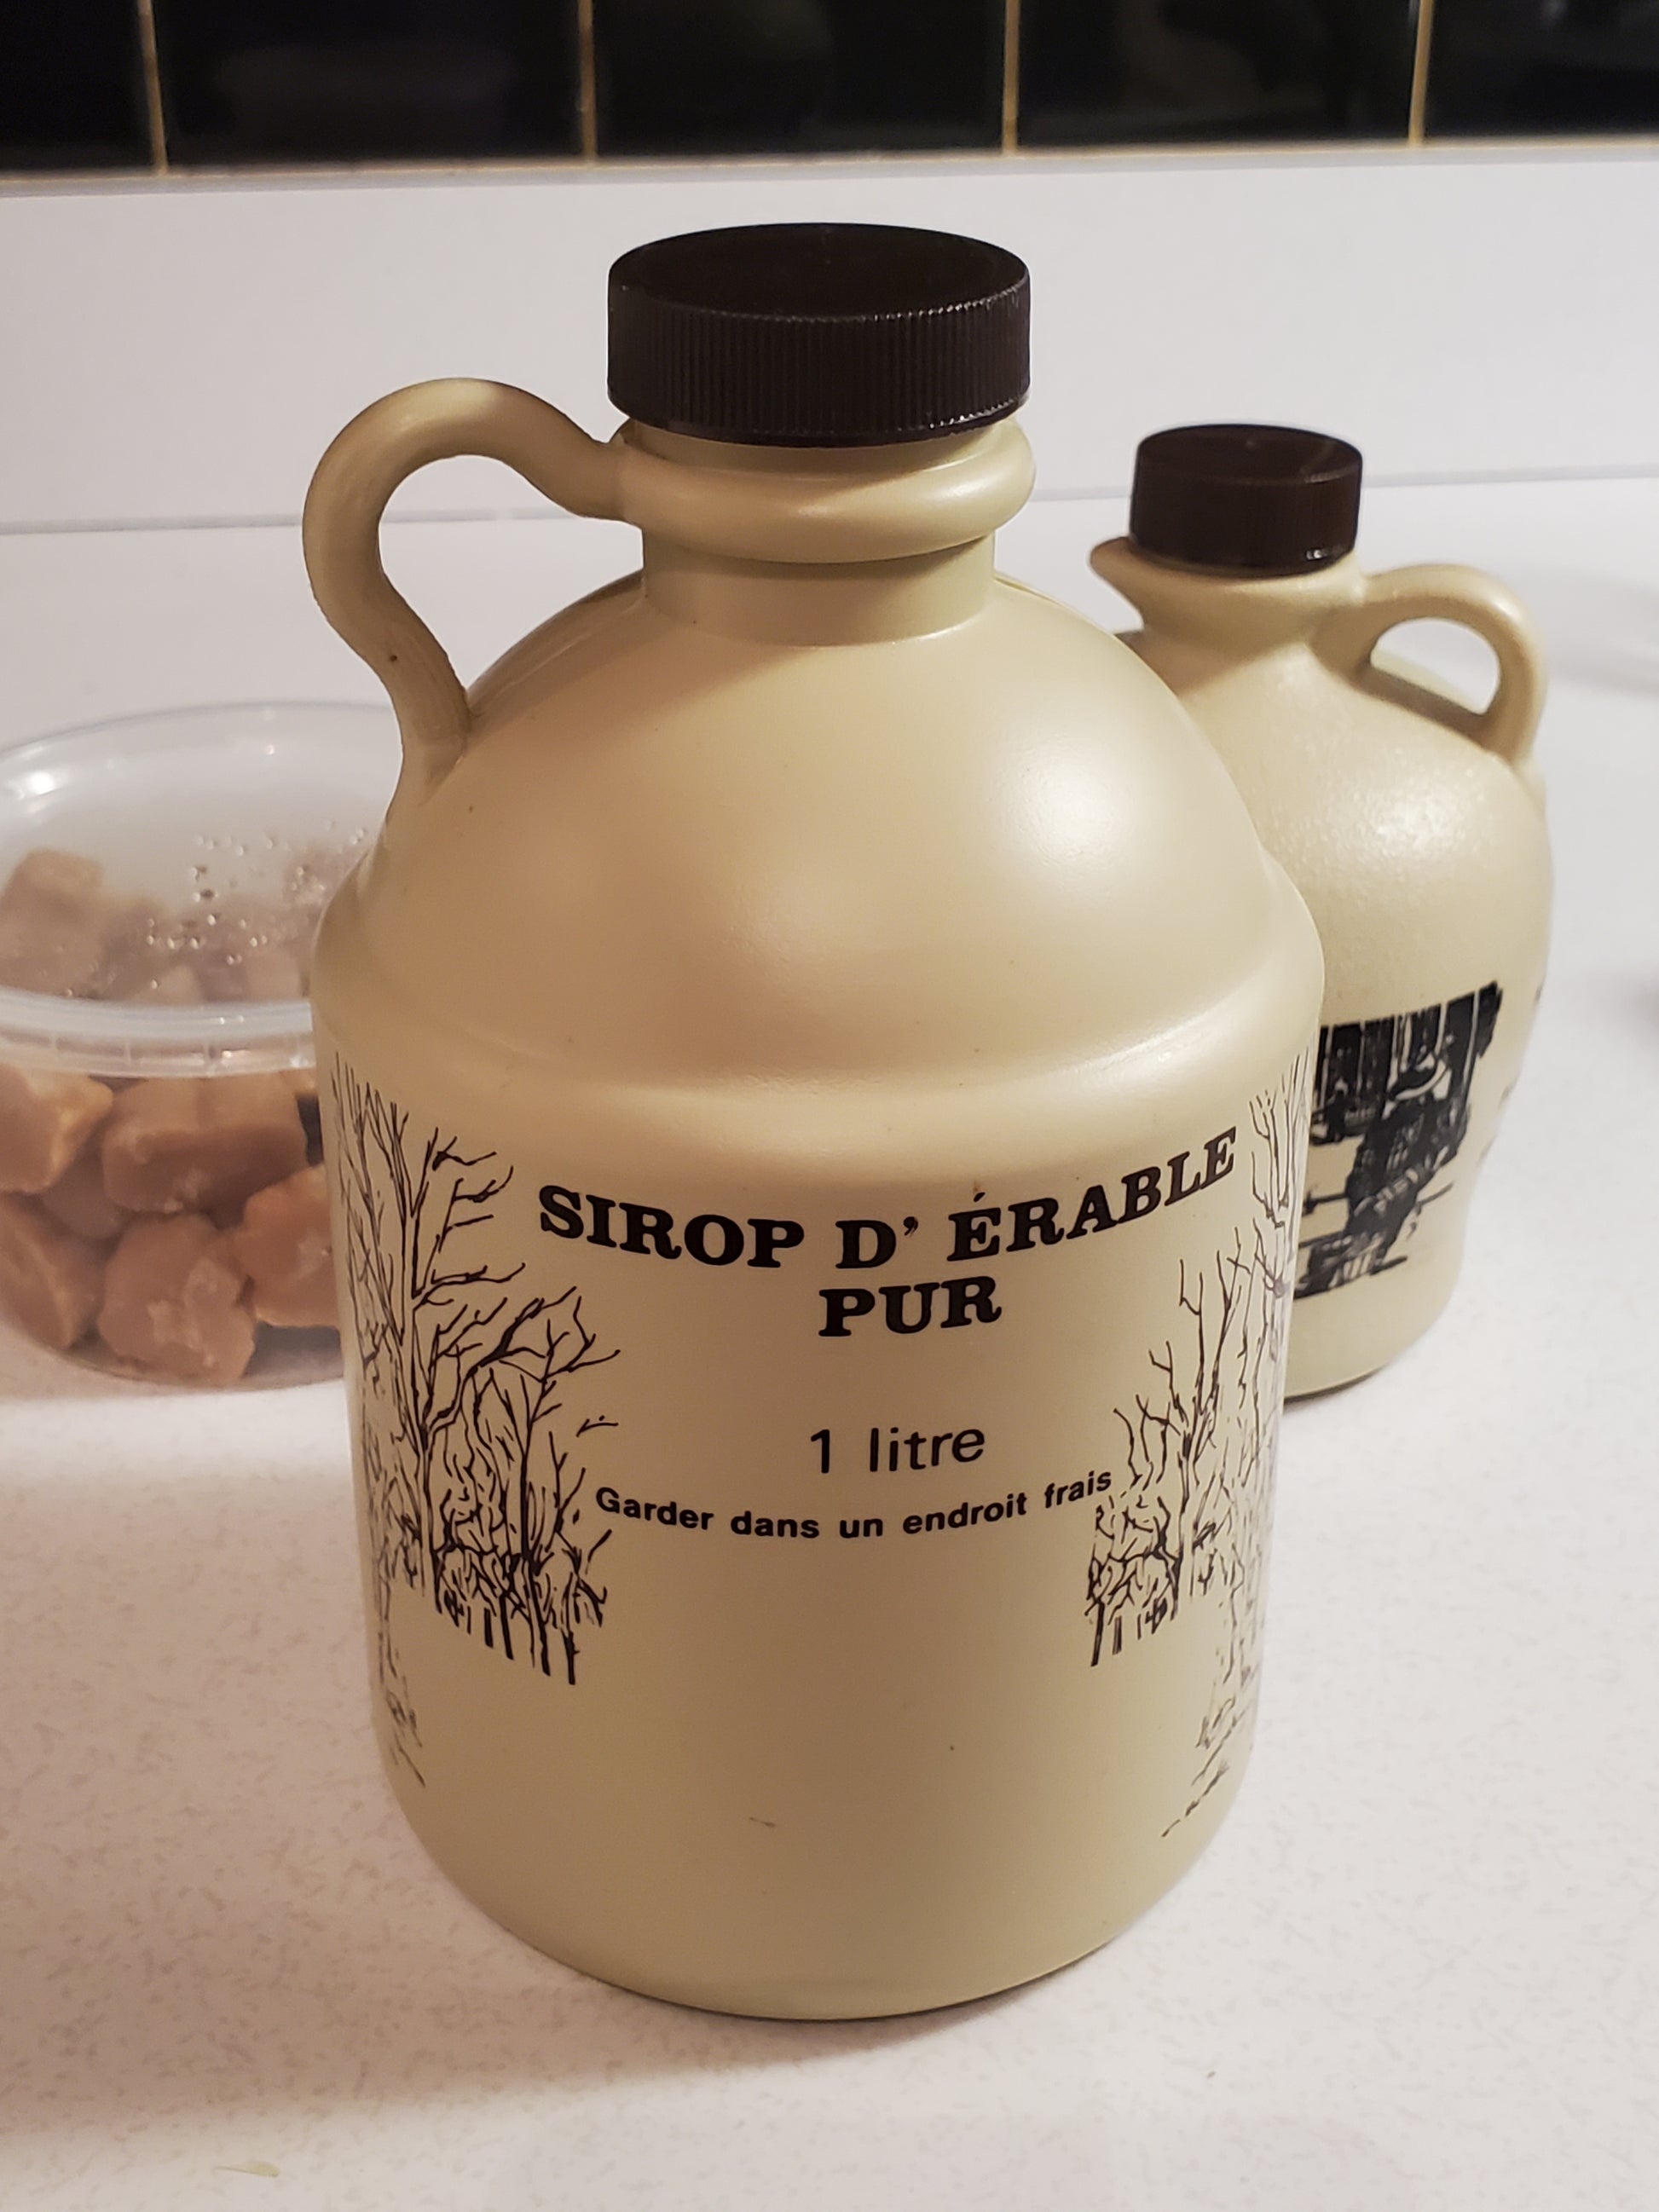 SIROP D' ÉRABLE
PUR
1 litre
Garder dans un endroit frais